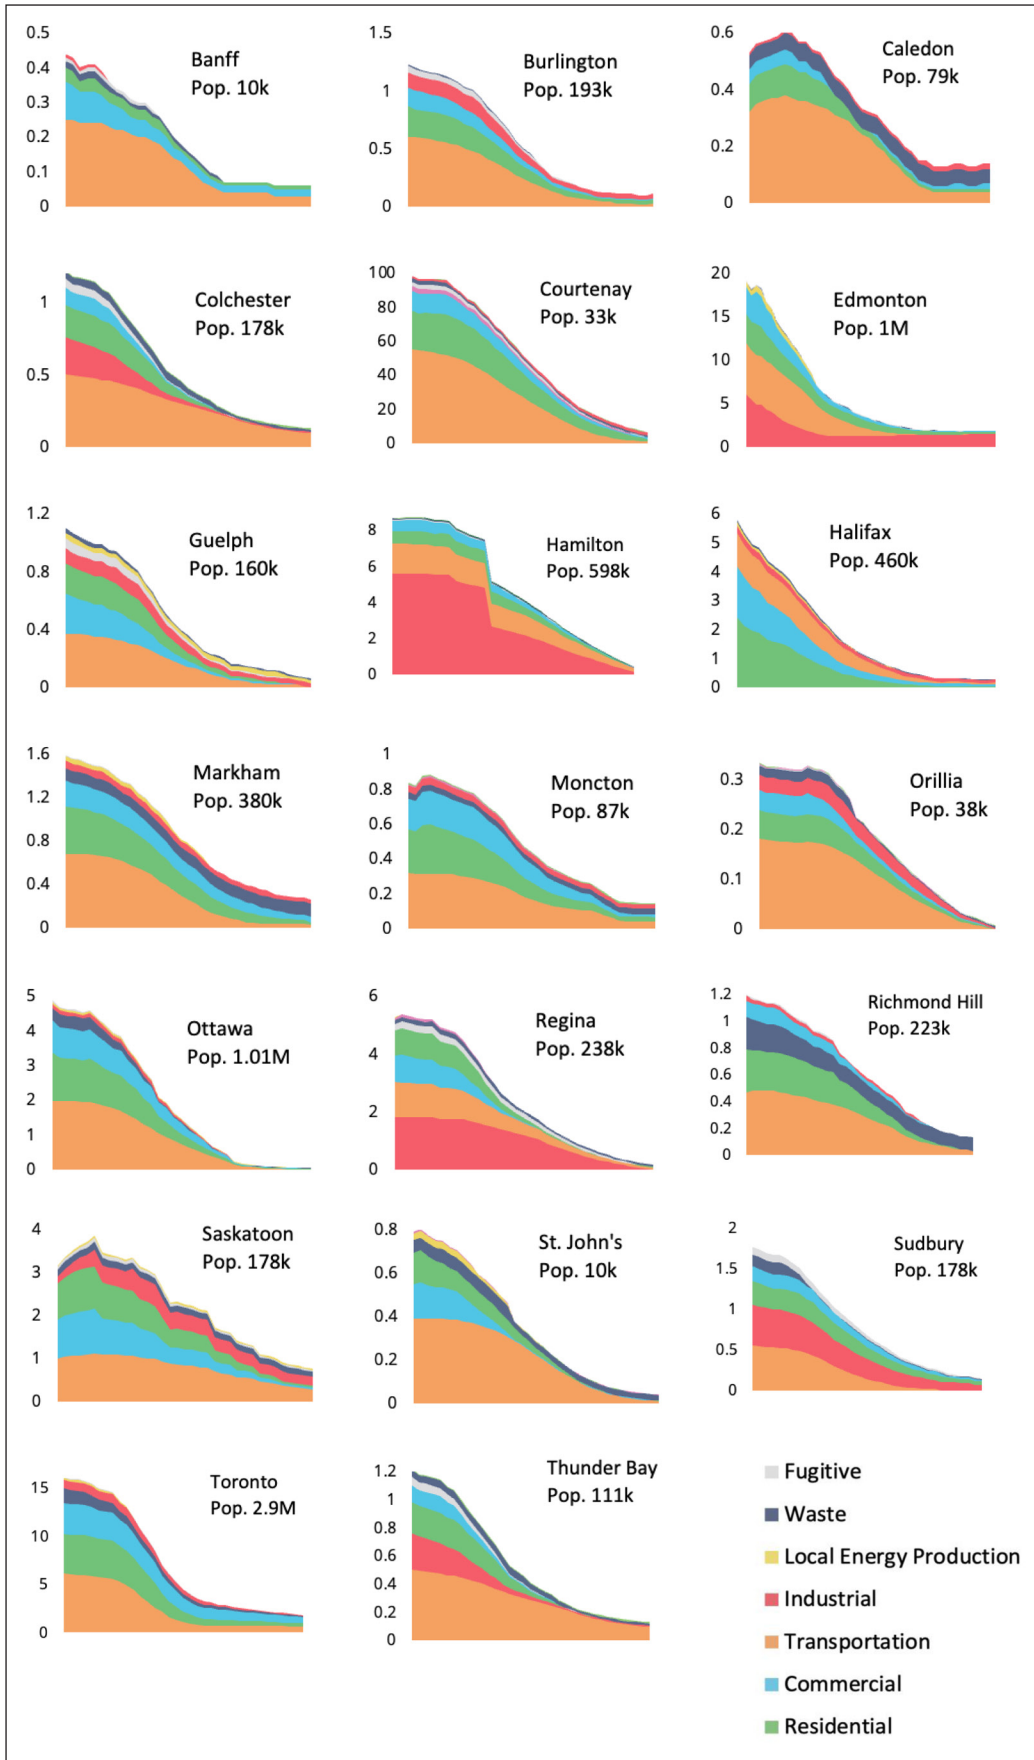 0.5
0.4
0.3
0.2
0.1
0
Banff
Pop. 10k
1.5
1
0.5
0
Burlington
Pop. 193k
0.6
0.4
0.2
0
Caledon
Pop. 79k
1
0.5
0
Colchester
Pop. 178k
100
80
60
40
20
0
Courtenay
Pop. 33k
20
15
10
5
0
Edmonton
Pop. 1M
1.2
0.8
0.4
0
Guelph
Pop. 160k
8
6
4
2
0
Hamilton
Pop. 598k
6
5
4
3
2
1
0
Halifax
Pop. 460k
1.6
1.2
0.8
0.4
0
Markham
Pop. 380k
1
0.8
0.6
0.4
0.2
0
Moncton
Pop. 87k
0.3
0.2
0.1
0
Orillia
Pop. 38k
5
4
3
2
1
0
Ottawa
Pop. 1.01M
6
4
2
0
Regina
Pop. 238k
1.2
1
0.8
0.6
0.4
0.2
0
Richmond Hill
Pop. 223k
4
3
2
1
0
Saskatoon
Pop. 178k
0.8
0.6
0.4
0.2
0
St. John's
Pop. 10k
2
1.5
1
0.5
0
Sudbury
Pop. 178k
15
10
5
0
Toronto
Pop. 2.9M
1.2
1
0.8
0.6
0.4
0.2
0
Thunder Bay
Pop. 111k
Fugitive
Waste
Local Energy Production
Industrial
Transportation
Commercial
Residential